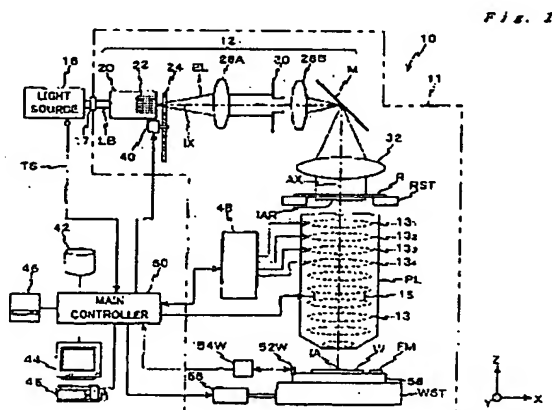 Fig. 1
10
12
11
16
20
22
24
EL
28A
30
28B
M
LIGHT SOURCE
17
LB
40
IX
32
TS
AX
R
RST
IAR
42
48
13₁
13₂
13₃
13₄
PL
46
50
MAIN CONTROLLER
15
13
44
54W
52W
IA
W
FM
45
56
58
WST
Z
Y
X